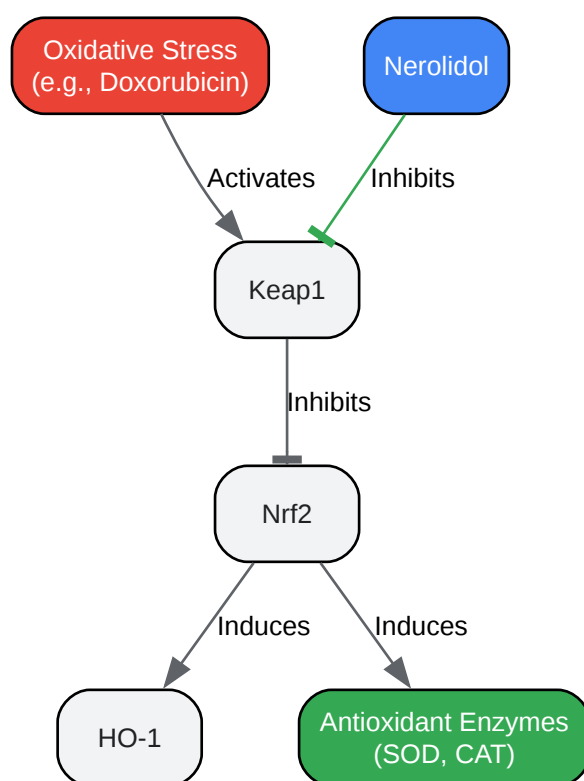 Oxidative Stress
(e.g., Doxorubicin)
Nerolidol
Activates
Inhibits
Keap1
Inhibits
Nrf2
Induces
Induces
HO-1
Antioxidant Enzymes
(SOD, CAT)